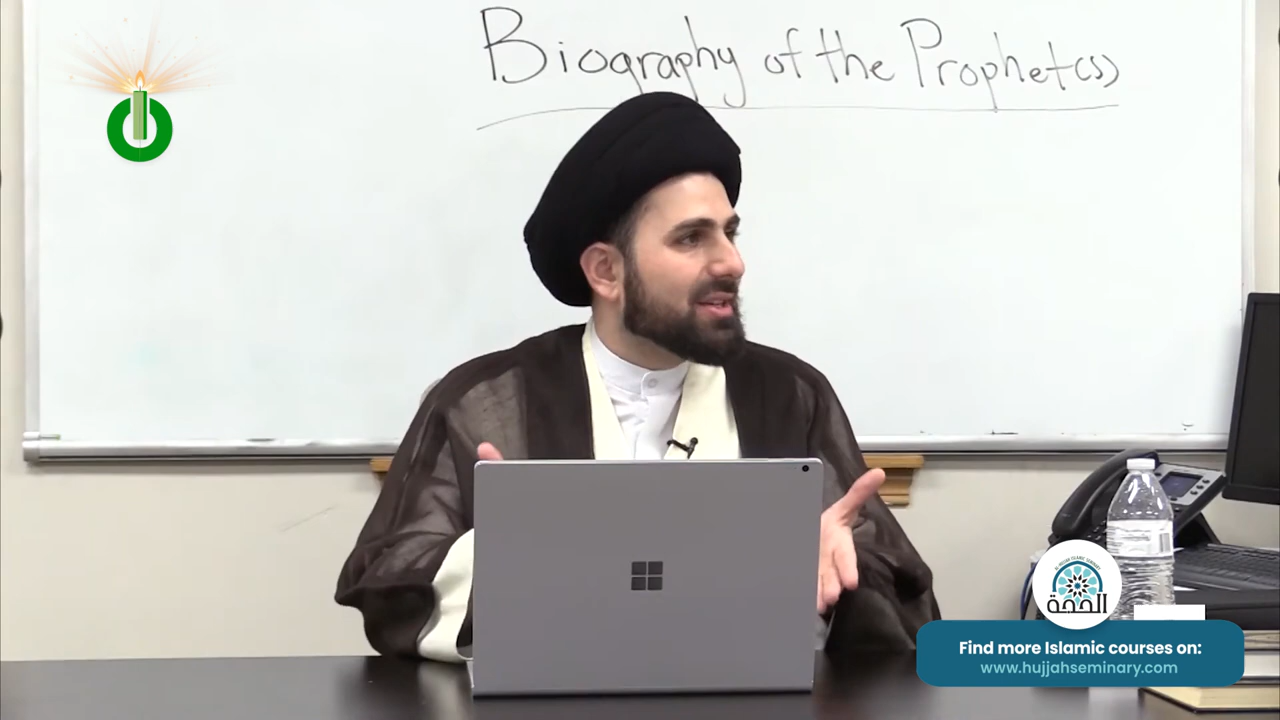 Biography of the Prophet(s)
الحجة
Find more Islamic courses on:
www.hujjahseminary.com